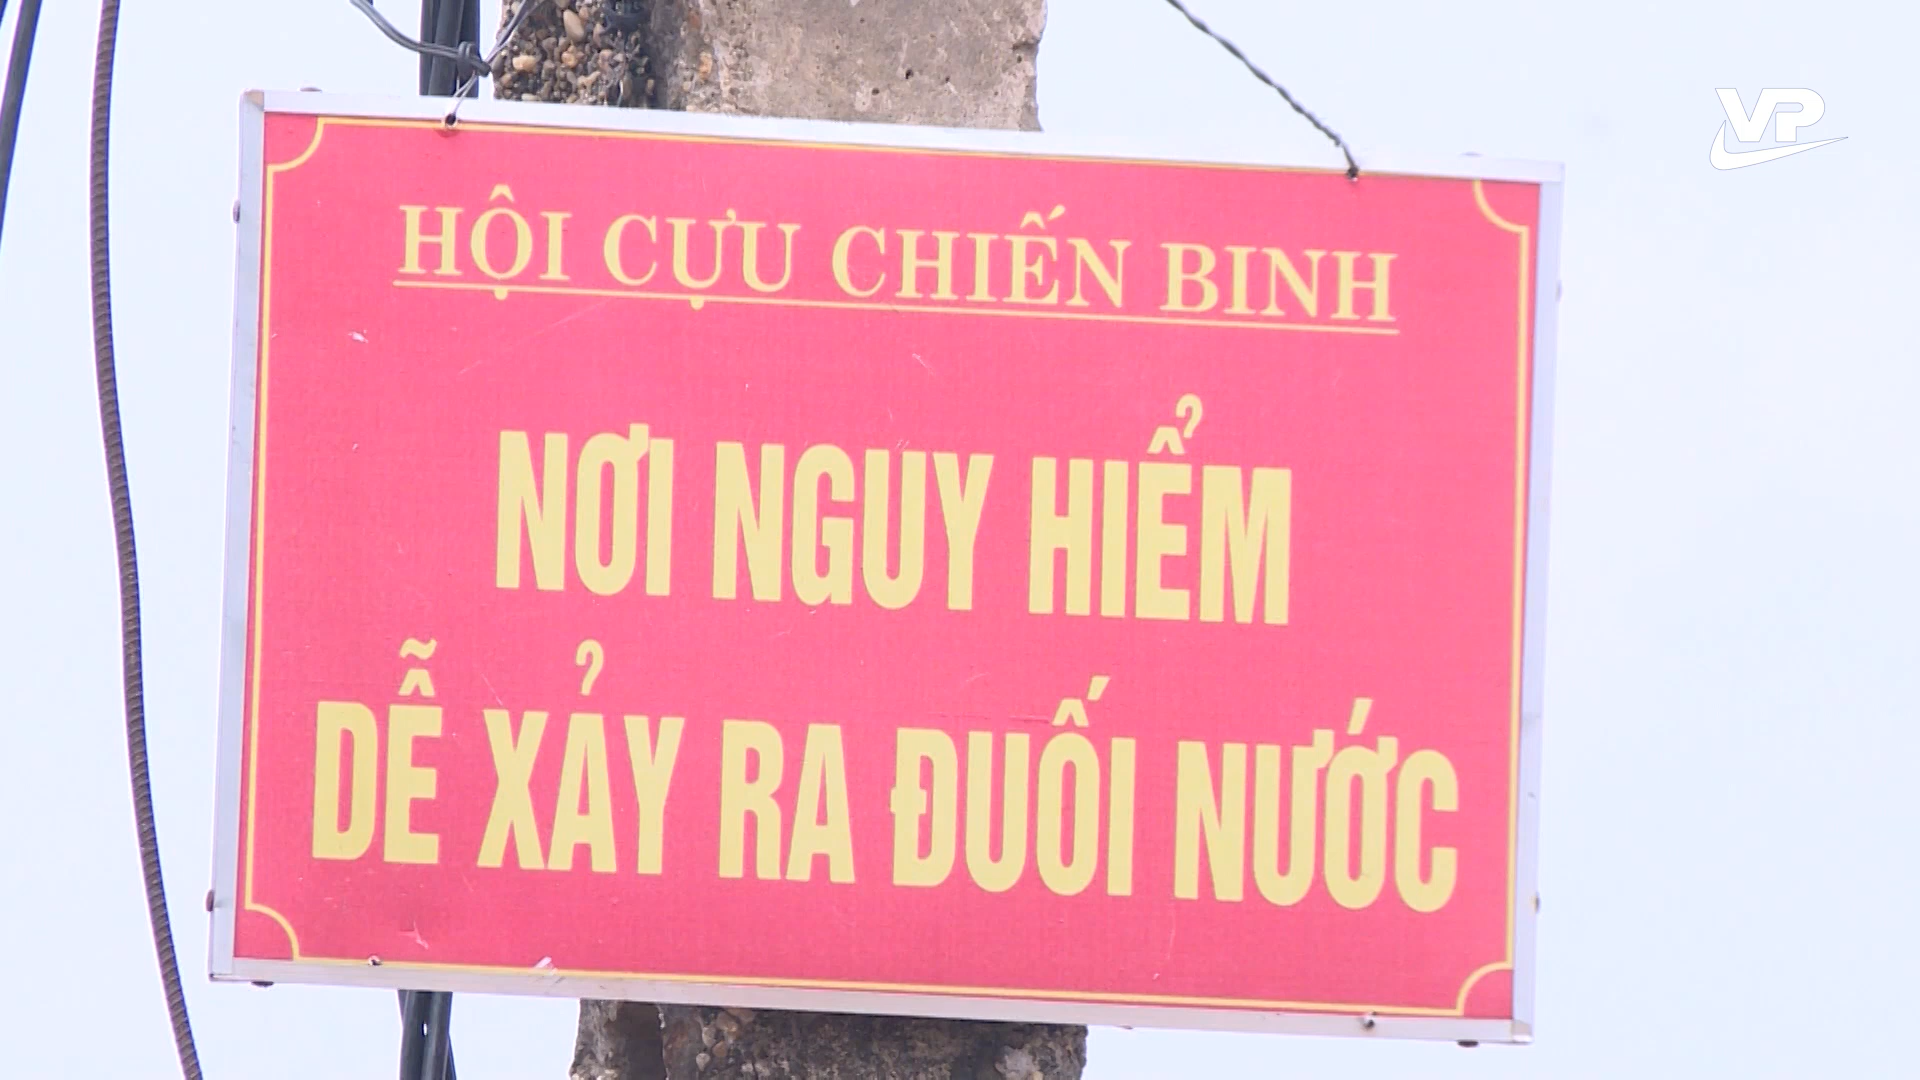 VP
HỘI CỰU CHIẾN BINH
NƠI NGUY HIỂM
DỄ XẢY RA ĐUỐI NƯỚC